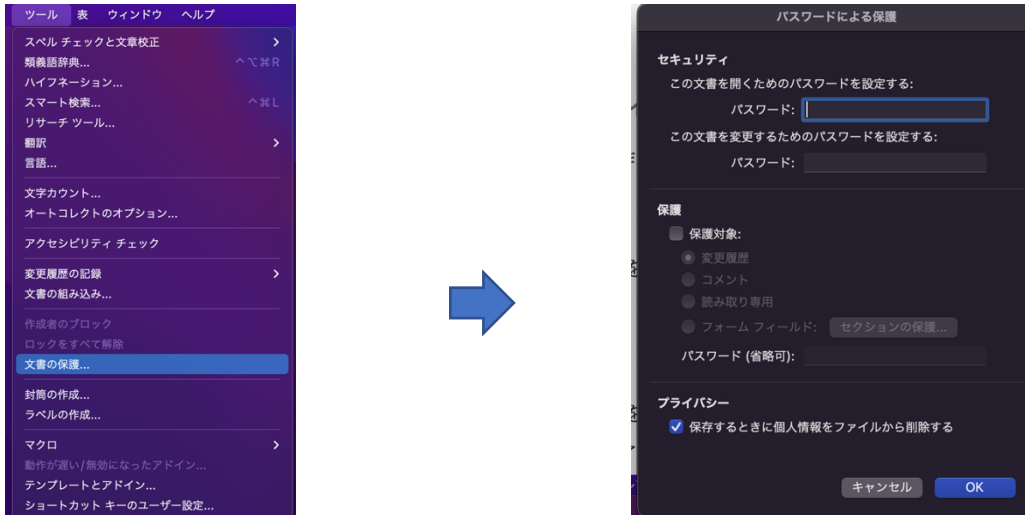 ツール 表 ウィンドウ ヘルプ
スペル チェックと文章校正 >
類義語辞典... ^⌥⌘R
ハイフネーション...
スマート検索... ^⌘L
リサーチ ツール...
翻訳 >
言語...
文字カウント...
オートコレクトのオプション...
アクセシビリティ チェック
変更履歴の記録 >
文書の組み込み...
作成者のブロック
ロックをすべて解除
文書の保護...
封筒の作成...
ラベルの作成...
マクロ >
動作が遅い/無効になったアドイン...
テンプレートとアドイン...
ショートカット キーのユーザー設定...
パスワードによる保護
セキュリティ
この文書を開くためのパスワードを設定する:
パスワード:
この文書を変更するためのパスワードを設定する:
パスワード:
保護
保護対象:
変更履歴
コメント
読み取り専用
フォーム フィールド: セクションの保護...
パスワード (省略可):
プライバシー
保存するときに個人情報をファイルから削除する
キャンセル OK